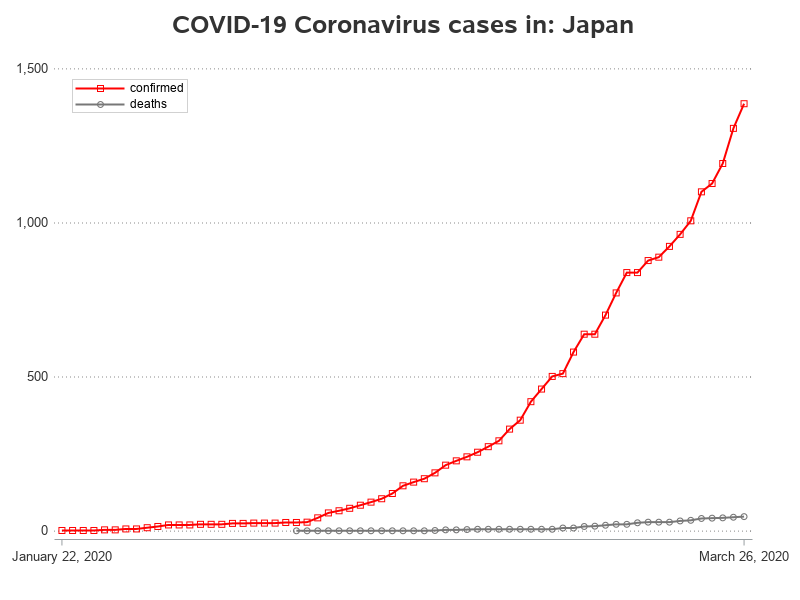 COVID-19 Coronavirus cases in: Japan
1,500
confirmed
deaths
1,000
500
0
January 22, 2020
March 26, 2020